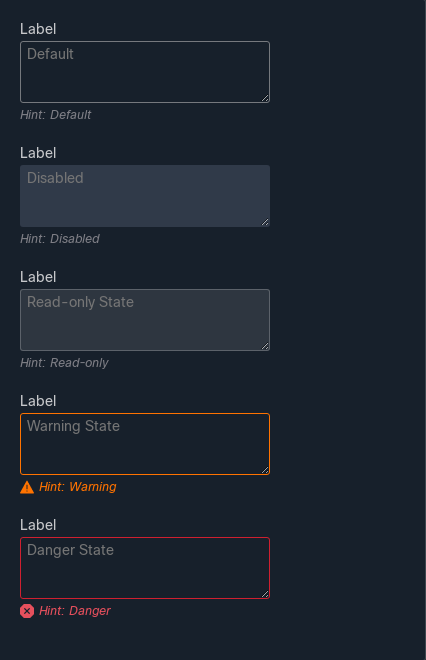 Label
Default
Hint: Default
Label
Disabled
Hint: Disabled
Label
Read-only State
Hint: Read-only
Label
Warning State
Hint: Warning
Label
Danger State
Hint: Danger